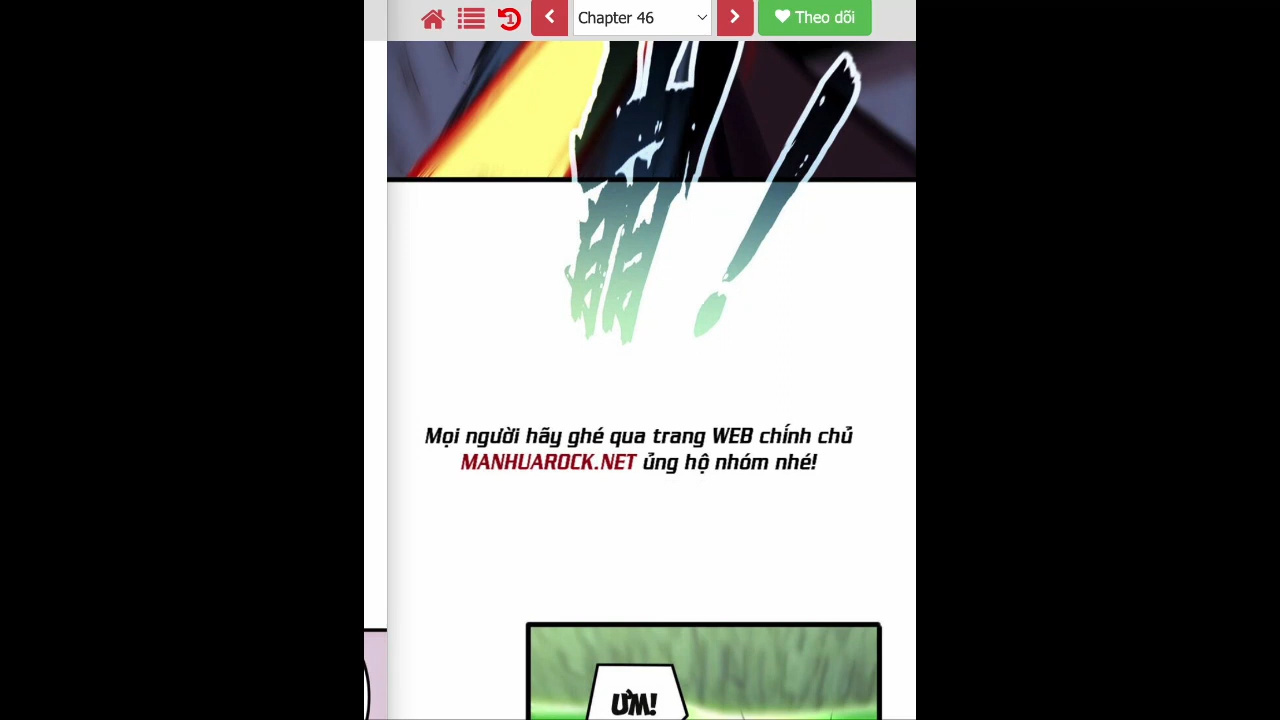 Chapter 46
Theo dõi
Mọi người hãy ghé qua trang WEB chính chủ
MANHUAROCK.NET ủng hộ nhóm nhé!
ƯM!